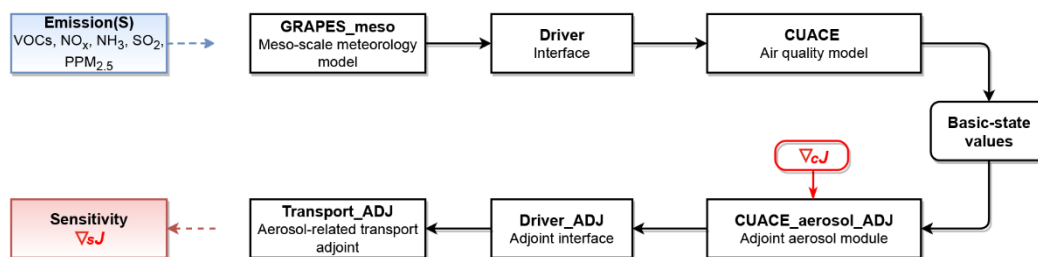 Emission(S)
VOCs, NOₓ, NH₃, SO₂,
PPM₂.₅
GRAPES_meso
Meso-scale meteorology
model
Driver
Interface
CUACE
Air quality model
Basic-state
values
∇cJ
CUACE_aerosol_ADJ
Adjoint aerosol module
Driver_ADJ
Adjoint interface
Transport_ADJ
Aerosol-related transport
adjoint
Sensitivity
∇sJ